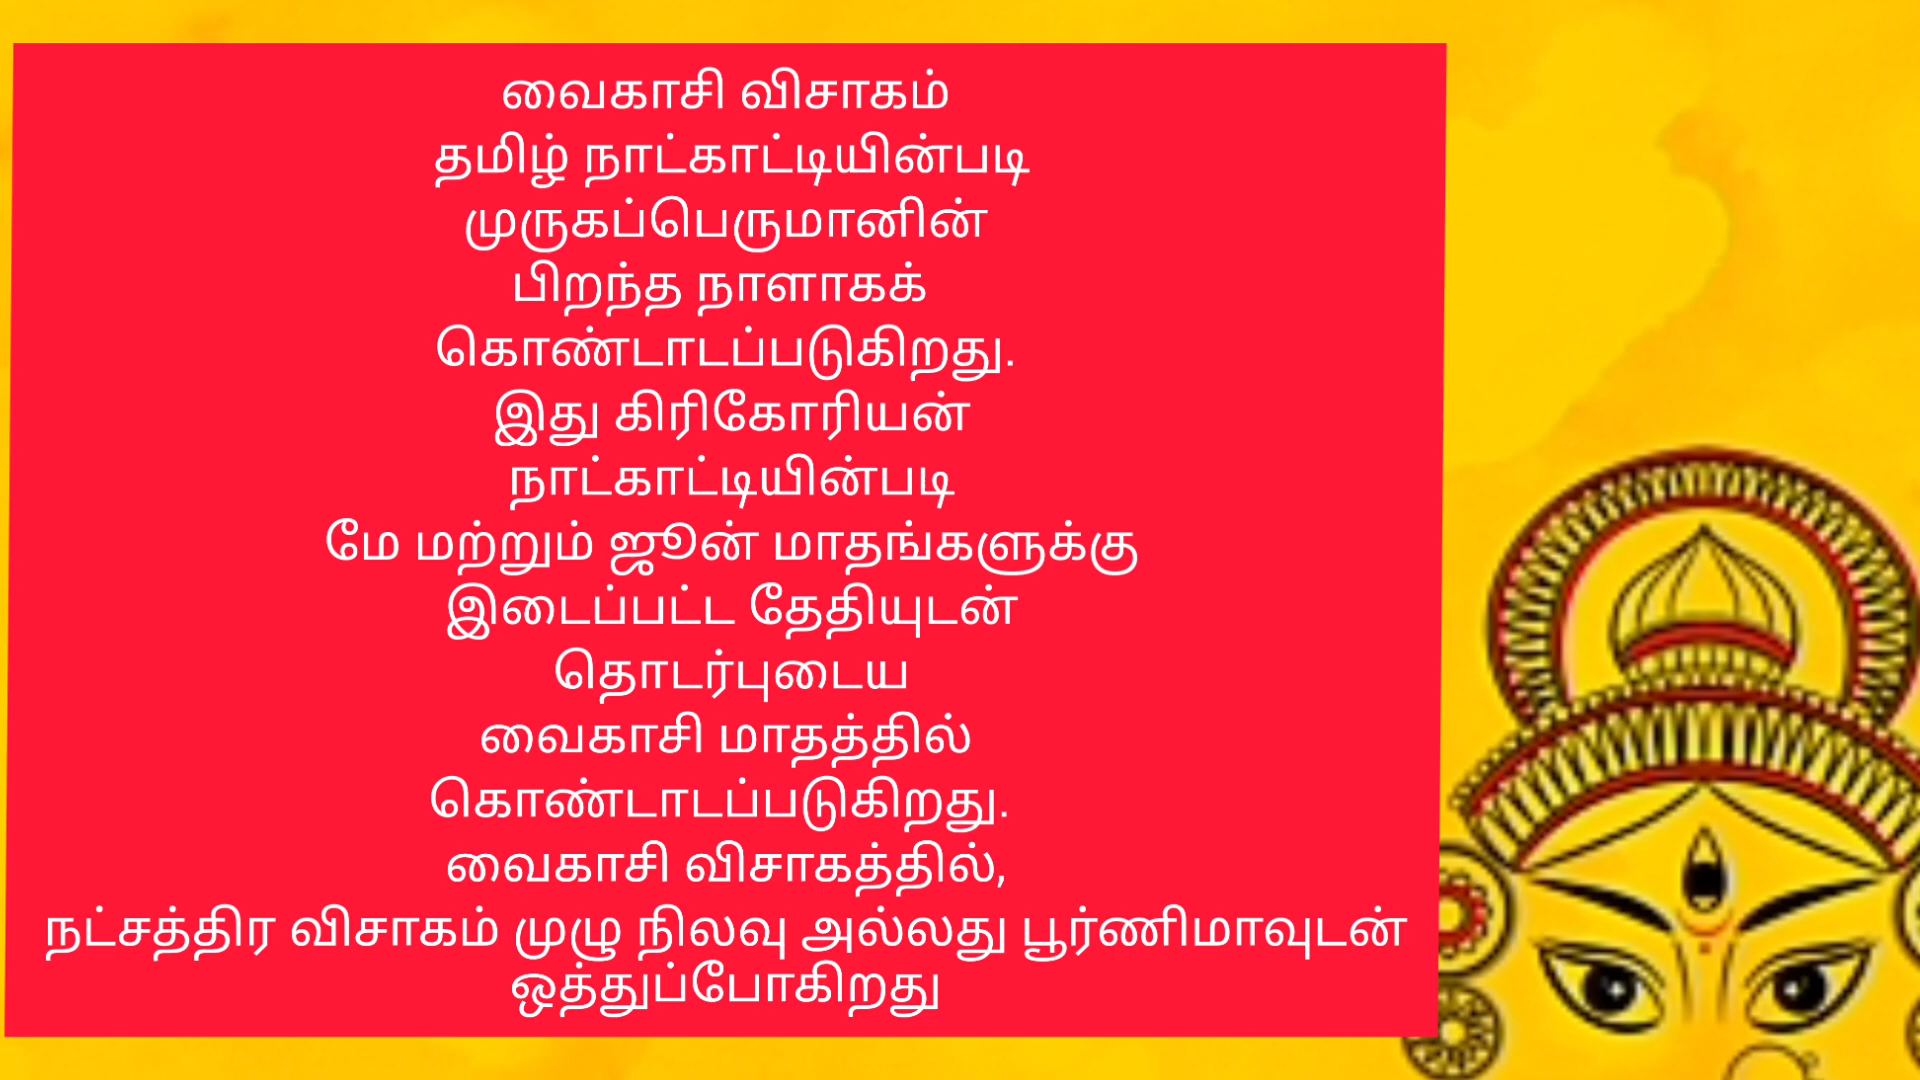 வைகாசி விசாகம்
தமிழ் நாட்காட்டியின்படி
முருகப்பெருமானின்
பிறந்த நாளாகக்
கொண்டாடப்படுகிறது.
இது கிரிகோரியன்
நாட்காட்டியின்படி
மே மற்றும் ஜூன் மாதங்களுக்கு
இடைப்பட்ட தேதியுடன்
தொடர்புடைய
வைகாசி மாதத்தில்
கொண்டாடப்படுகிறது.
வைகாசி விசாகத்தில்,
நட்சத்திர விசாகம் முழு நிலவு அல்லது பூர்ணிமாவுடன்
ஒத்துப்போகிறது